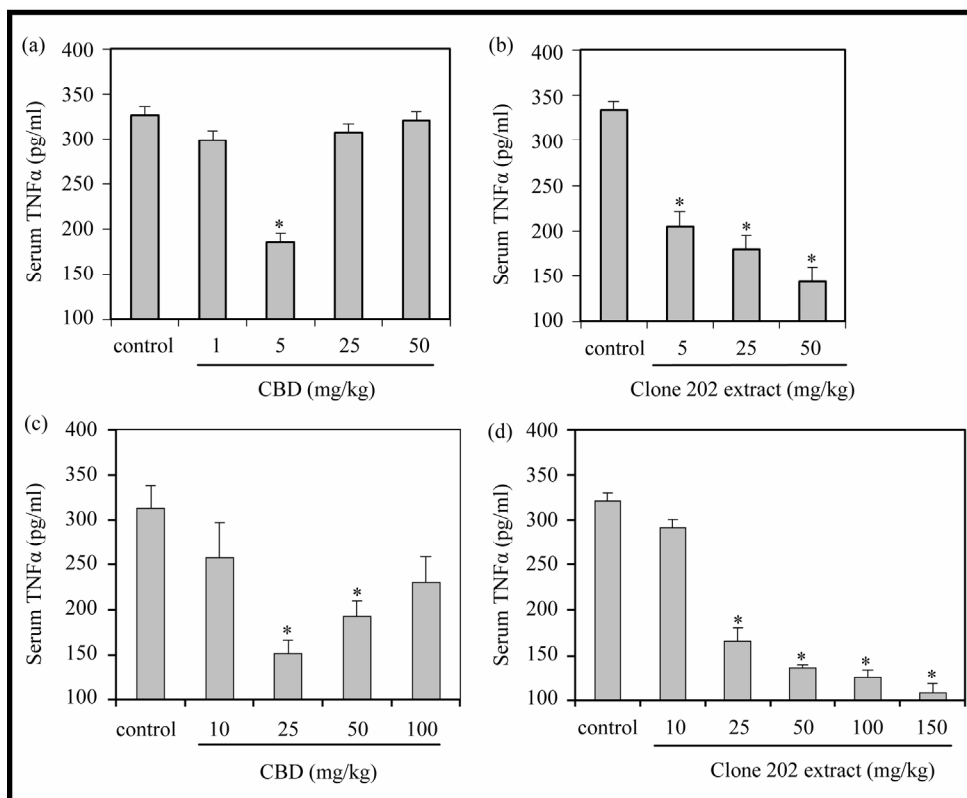 (a)
400
350
300
250
200
150
100
Serum TNFα (pg/ml)
*
control 1 5 25 50
CBD (mg/kg)
(b)
400
350
300
250
200
150
100
Serum TNFα (pg/ml)
* * *
5 25 50
control
Clone 202 extract (mg/kg)
(c)
400
350
300
250
200
150
100
Serum TNFα (pg/ml)
* *
control 10 25 50 100
CBD (mg/kg)
(d)
400
350
300
250
200
150
100
Serum TNFα (pg/ml)
* * * *
control 10 25 50 100 150
Clone 202 extract (mg/kg)